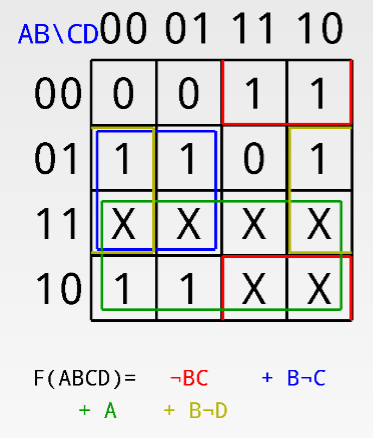 AB\CD 00 01 11 10
00 0 0 1 1
01 1 1 0 1
11 X X X X
10 1 1 X X
F(ABCD)= ¬BC + B¬C
+ A + B¬D